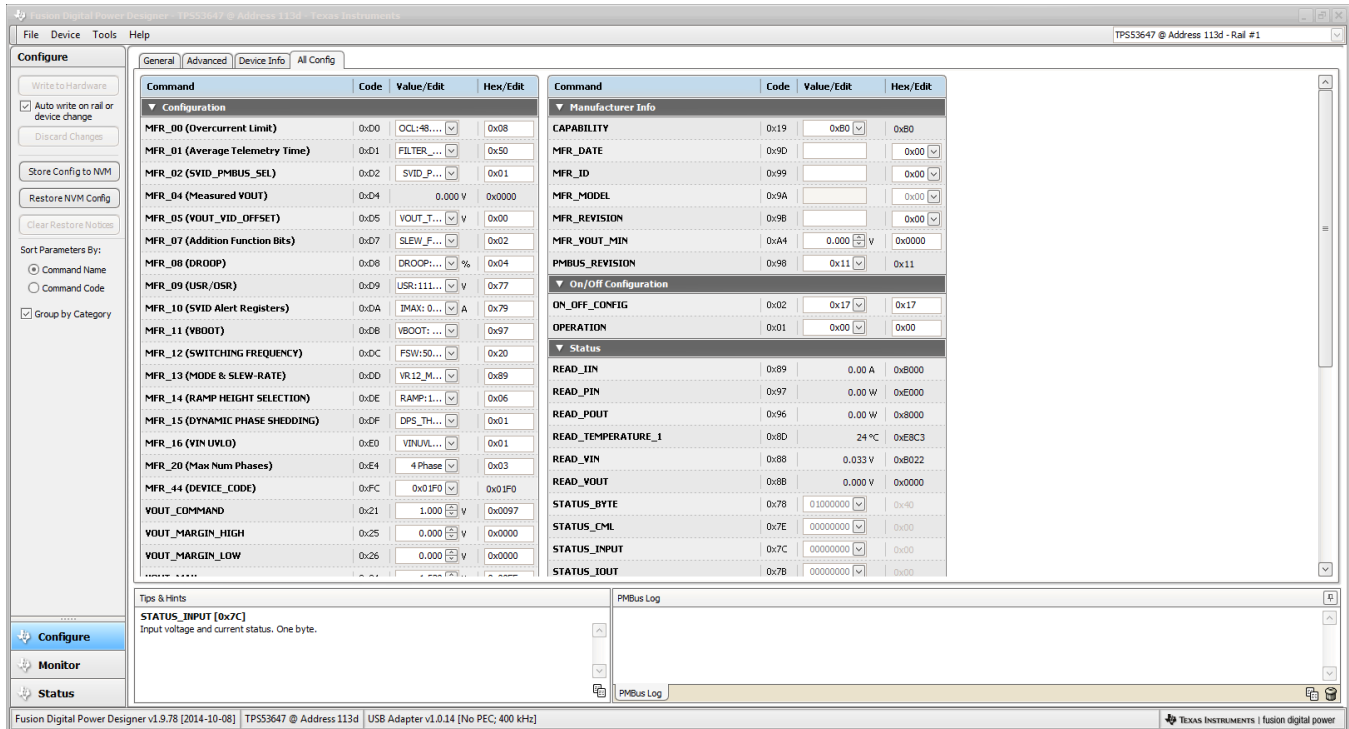 Fusion Digital Power Designer - TPS53647 @ Address 113d - Texas Instruments
File Device Tools Help
TPS53647 @ Address 113d - Rail #1
Configure
Write to Hardware
Auto write on rail or
device change
Discard Changes
Store Config to NVM
Restore NVM Config
Clear Restore Notices
Sort Parameters By:
Command Name
Command Code
Group by Category
General Advanced Device Info All Config
Command Code Value/Edit Hex/Edit
Configuration
MFR_00 (Overcurrent Limit) 0xD0 OCL:48.... 0x08
MFR_01 (Average Telemetry Time) 0xD1 FILTER_... 0x50
MFR_02 (SVID_PMBUS_SEL) 0xD2 SVID_P... 0x01
MFR_04 (Measured VOUT) 0xD4 0.000 V 0x0000
MFR_05 (VOUT_VID_OFFSET) 0xD5 VOUT_T... V 0x00
MFR_07 (Addition Function Bits) 0xD7 SLEW_F... 0x02
MFR_08 (DROOP) 0xD8 DROOP:... % 0x04
MFR_09 (USR/OSR) 0xD9 USR:111... V 0x77
MFR_10 (SVID Alert Registers) 0xDA IMAX: 0... A 0x79
MFR_11 (VBOOT) 0xDB VBOOT: ... 0x97
MFR_12 (SWITCHING FREQUENCY) 0xDC FSW:50... 0x20
MFR_13 (MODE & SLEW-RATE) 0xDD VR12_M... 0x89
MFR_14 (RAMP HEIGHT SELECTION) 0xDE RAMP:1... 0x06
MFR_15 (DYNAMIC PHASE SHEDDING) 0xDF DPS_TH... 0x01
MFR_16 (VIN UVLO) 0xE0 VINUVL... 0x01
MFR_20 (Max Num Phases) 0xE4 4 Phase 0x03
MFR_44 (DEVICE_CODE) 0xFC 0x01F0 0x01F0
VOUT_COMMAND 0x21 1.000 V 0x0097
VOUT_MARGIN_HIGH 0x25 0.000 V 0x0000
VOUT_MARGIN_LOW 0x26 0.000 V 0x0000
Command Code Value/Edit Hex/Edit
Manufacturer Info
CAPABILITY 0x19 0xB0 0xB0
MFR_DATE 0x9D 0x00
MFR_ID 0x99 0x00
MFR_MODEL 0x9A 0x00
MFR_REVISION 0x9B 0x00
MFR_VOUT_MIN 0xA4 0.000 V 0x0000
PMBUS_REVISION 0x98 0x11 0x11
On/Off Configuration
ON_OFF_CONFIG 0x02 0x17 0x17
OPERATION 0x01 0x00 0x00
Status
READ_IIN 0x89 0.00 A 0xB000
READ_PIN 0x97 0.00 W 0xE000
READ_POUT 0x96 0.00 W 0x8000
READ_TEMPERATURE_1 0x8D 24 °C 0xE8C3
READ_VIN 0x88 0.033 V 0xB022
READ_VOUT 0x8B 0.000 V 0x0000
STATUS_BYTE 0x78 01000000 0x40
STATUS_CML 0x7E 00000000 0x00
STATUS_INPUT 0x7C 00000000 0x00
STATUS_IOUT 0x7B 00000000 0x00
Tips & Hints
STATUS_INPUT [0x7C]
Input voltage and current status. One byte.
PMBus Log
PMBus Log
Configure
Monitor
Status
Fusion Digital Power Designer v1.9.78 [2014-10-08] TPS53647 @ Address 113d USB Adapter v1.0.14 [No PEC; 400 kHz]
TEXAS INSTRUMENTS | fusion digital power